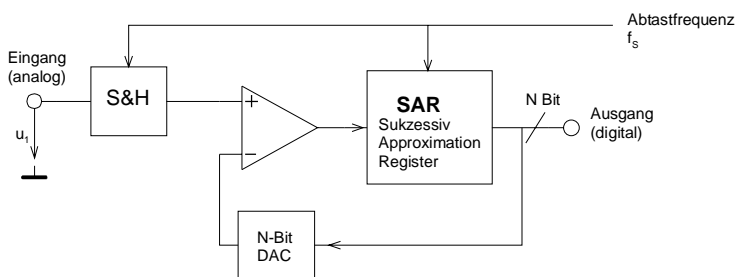 Abtastfrequenz
f_S
Eingang
(analog)
S&H
+
SAR
Sukzessiv
Approximation
Register
N Bit
Ausgang
(digital)
u_1
−
N-Bit
DAC